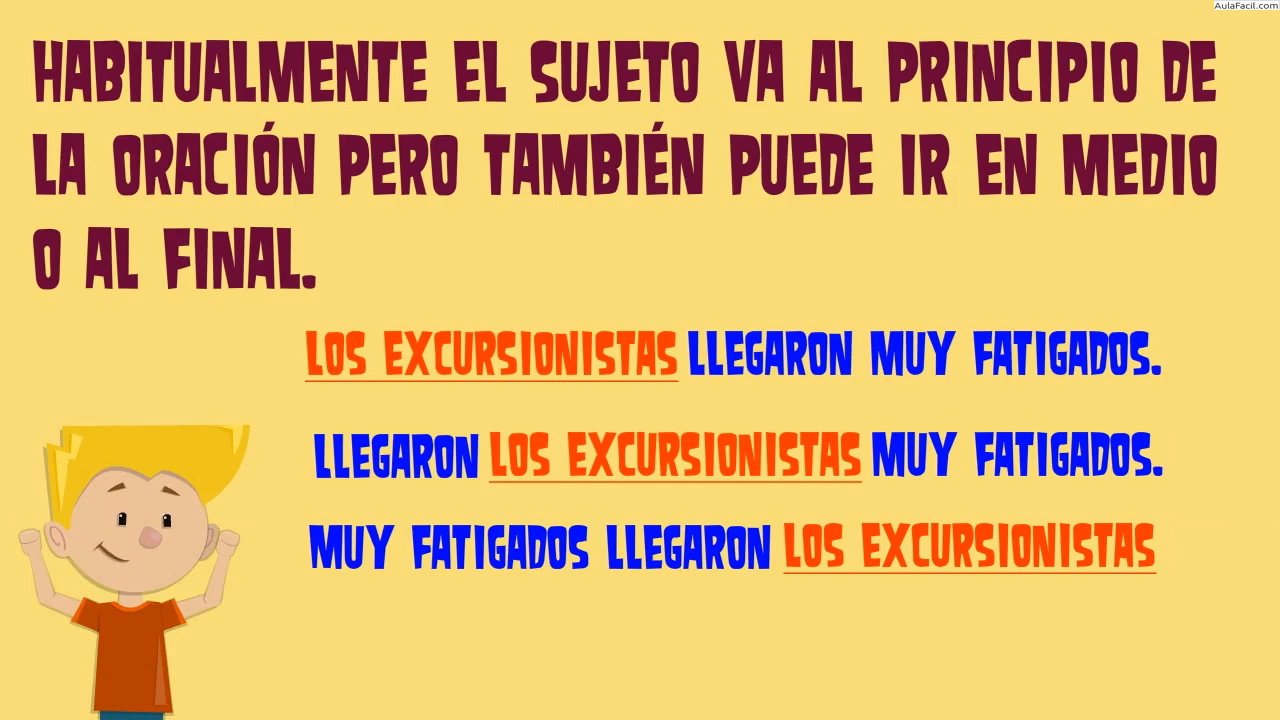 AulaFacil.com
HABITUALMENTE EL SUJETO VA AL PRINCIPIO DE
LA ORACIÓN PERO TAMBIÉN PUEDE IR EN MEDIO
O AL FINAL.
LOS EXCURSIONISTAS LLEGARON MUY FATIGADOS.
LLEGARON LOS EXCURSIONISTAS MUY FATIGADOS.
MUY FATIGADOS LLEGARON LOS EXCURSIONISTAS